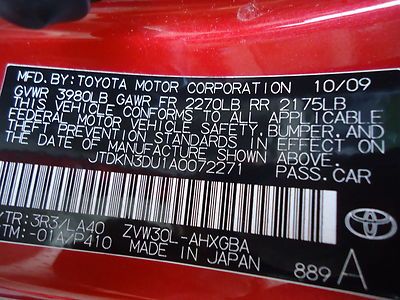 MFD.BY:TOYOTA MOTOR CORPORATION 10/09
GVWR 3980LB GAWR FR 2270LB RR 2175LB
THIS VEHICLE CONFORMS TO ALL APPLICABLE
FEDERAL MOTOR VEHICLE SAFETY,BUMPER,AND
THEFT PREVENTION STANDARDS IN EFFECT ON
THE DATE OF MANUFACTURE SHOWN ABOVE.
JTDKN3DU1A0072271 PASS.CAR
/TR:3R3/LA40 ZVW30L-AHXGBA
TM:-01A/P410 MADE IN JAPAN
TOYOTA
889 A